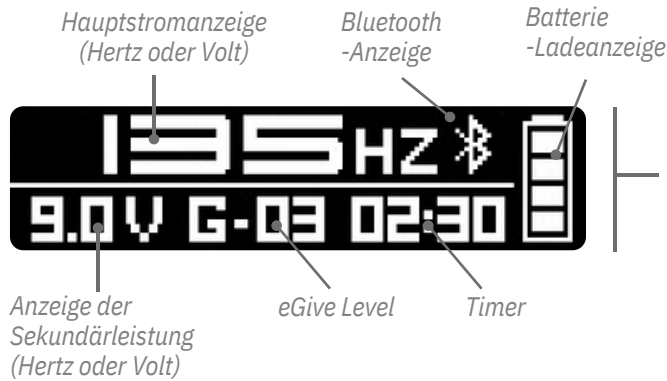 Hauptstromanzeige
(Hertz oder Volt)
Bluetooth
-Anzeige
Batterie
-Ladeanzeige
135HZ
9.0V G-03 02:30
Anzeige der
Sekundärleistung
(Hertz oder Volt)
eGive Level
Timer